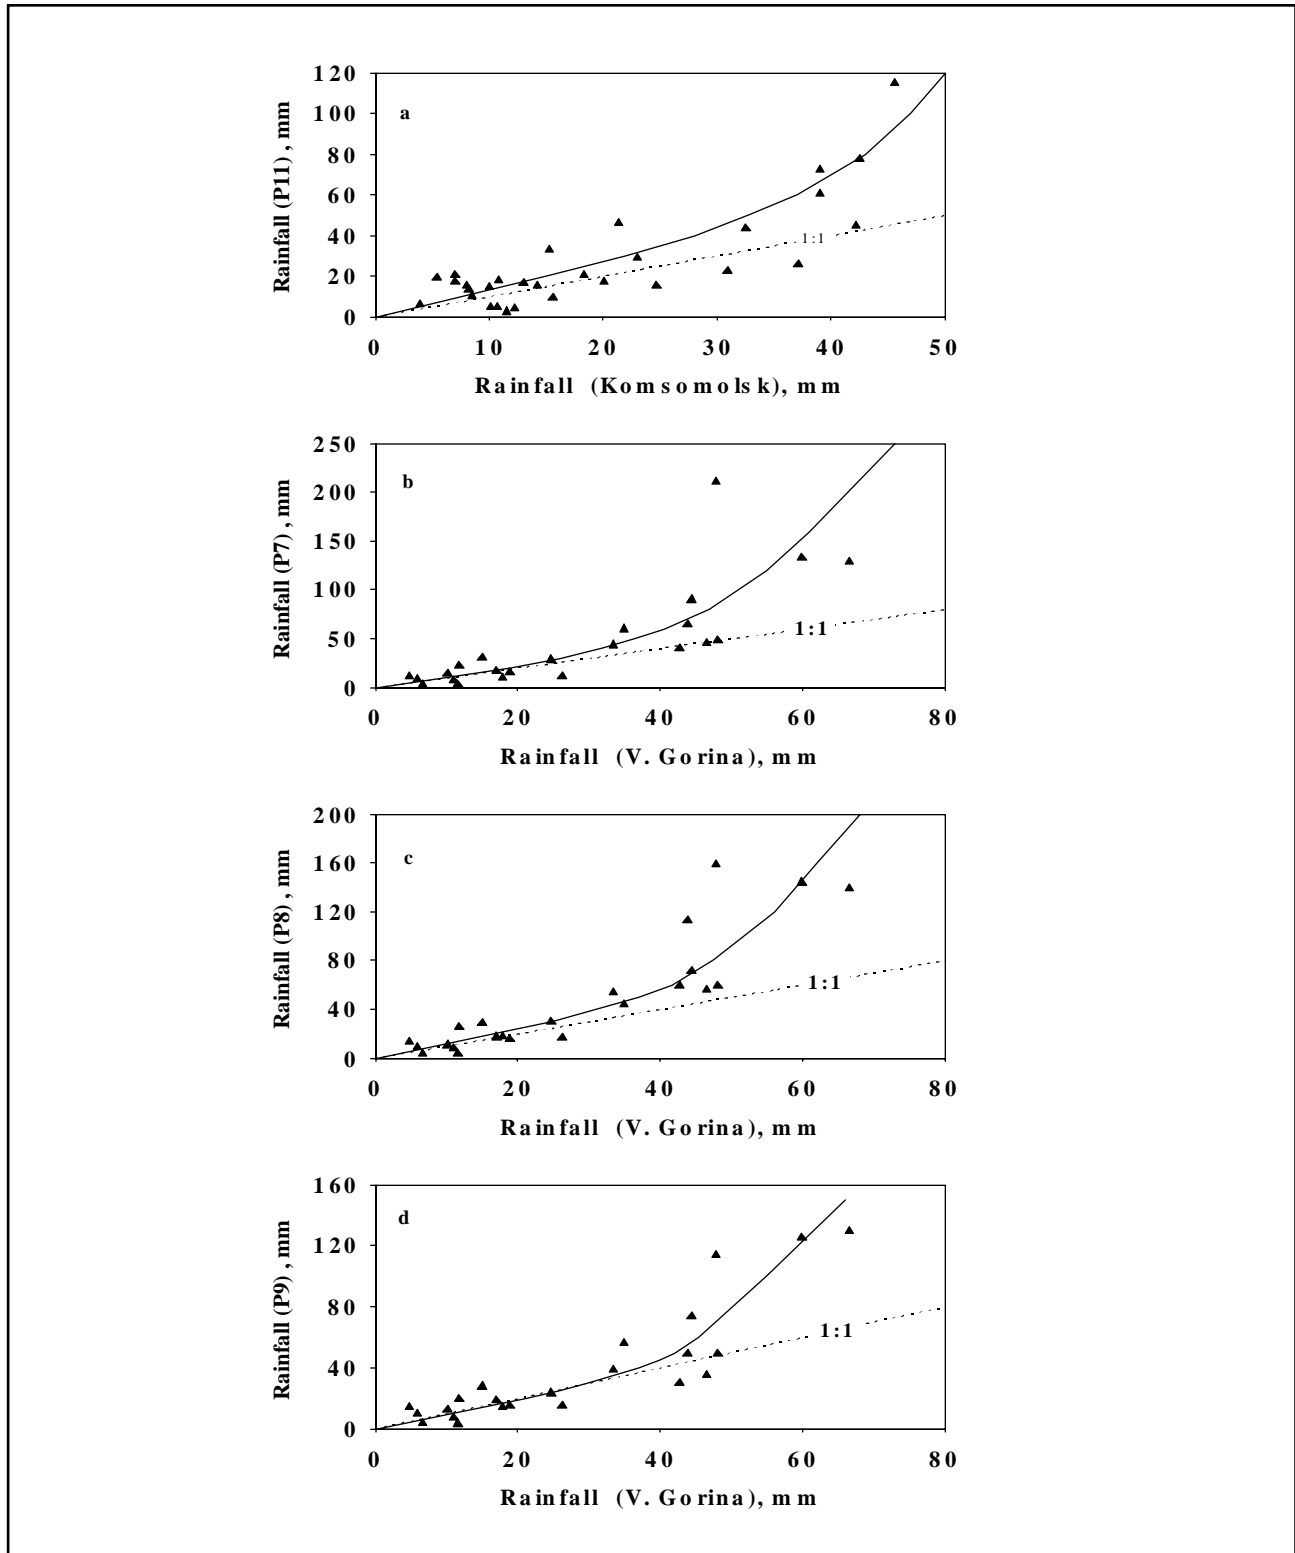 120
100
80
60
40
20
0
a
1:1
Rainfall (P11) , mm
0 10 20 30 40 50
Rainfall (Komsomolsk), mm
250
200
150
100
50
0
b
1:1
Rainfall (P7) , mm
0 20 40 60 80
Rainfall (V. Gorina), mm
200
160
120
80
40
0
c
1:1
Rainfall (P8) , mm
0 20 40 60 80
Rainfall (V. Gorina), mm
160
120
80
40
0
d
1:1
Rainfall (P9) , mm
0 20 40 60 80
Rainfall (V. Gorina), mm